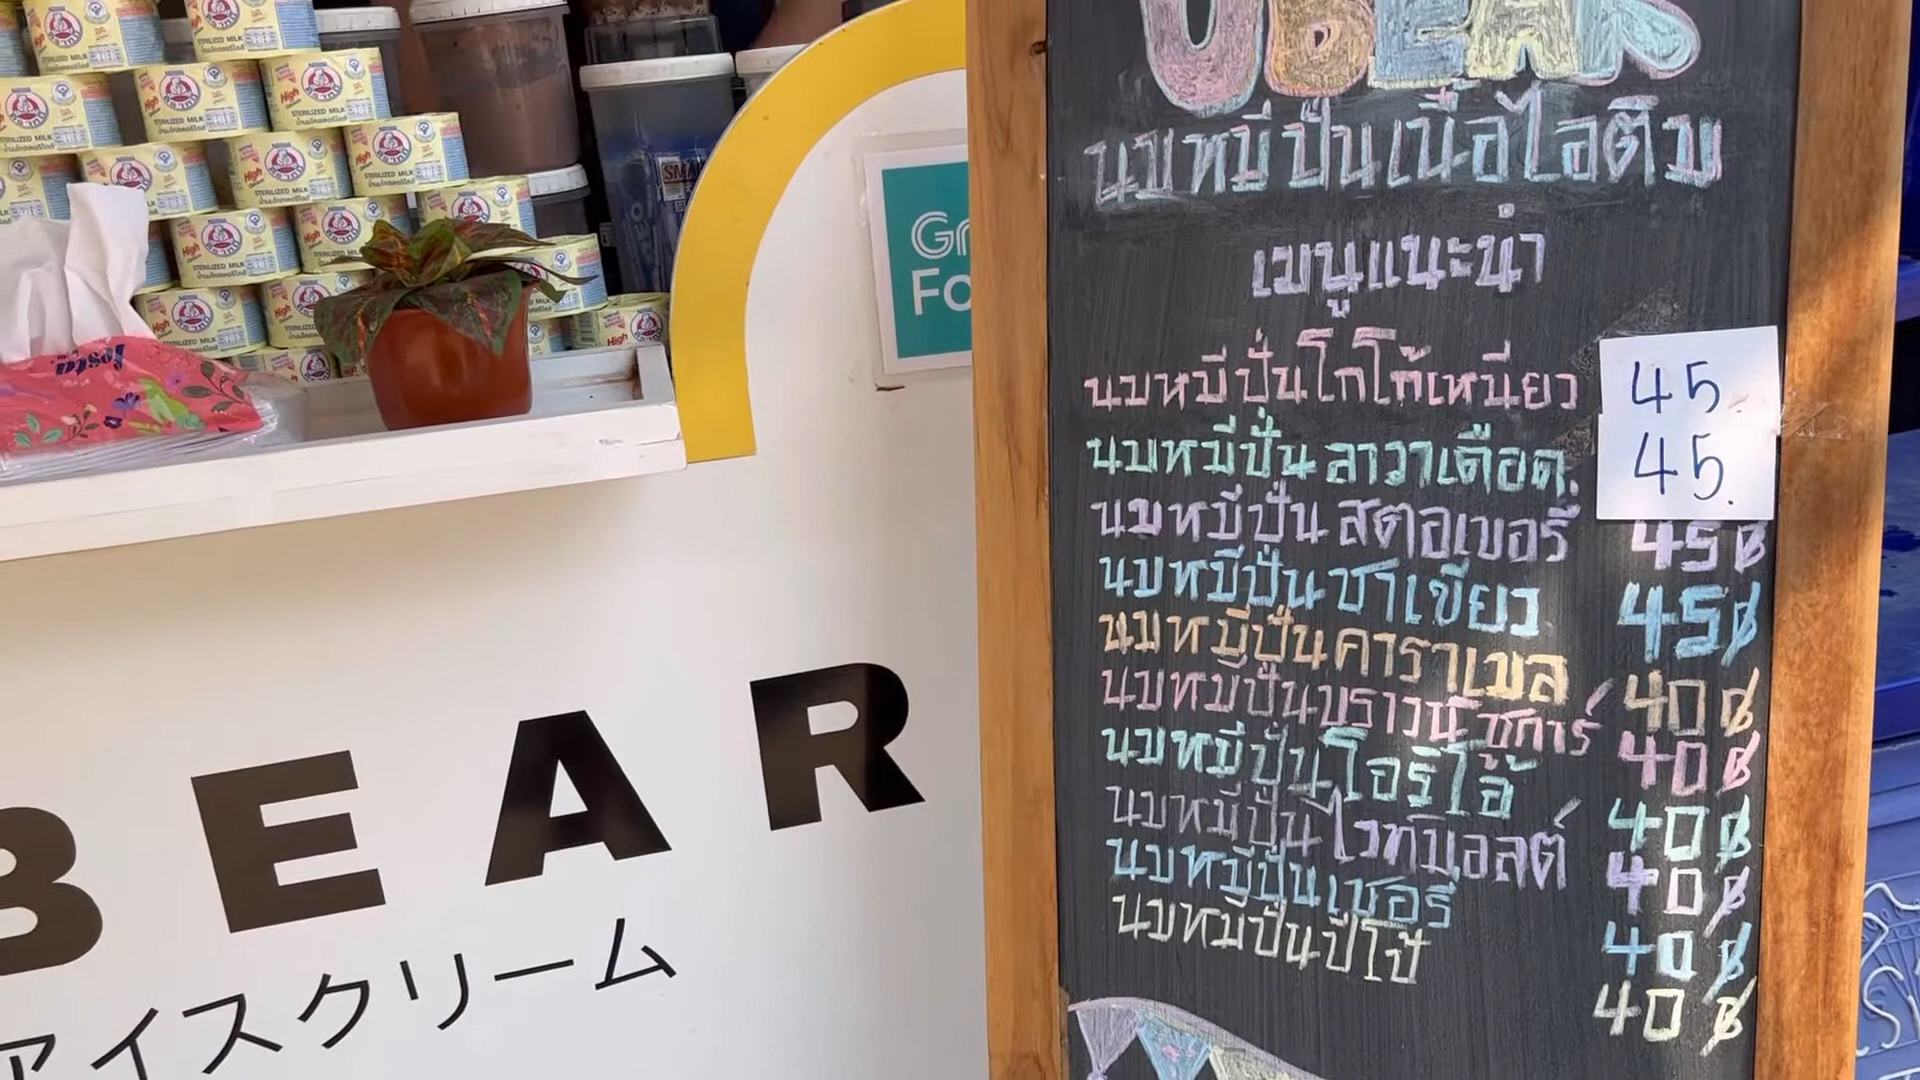 UBEAR
นมหมีปั่นเนื้อไอติม
เมนูแนะนำ
นมหมีปั่นโกโก้เหนียว 45.
นมหมีปั่นลาวาเดือด 45.
นมหมีปั่นสตอเบอรี่ 45฿
นมหมีปั่นชาเขียว 45฿
นมหมีปั่นคาราเมล 40฿
นมหมีปั่นบราวน์ชูการ์ 40฿
นมหมีปั่นโอริโอ้ 40฿
นมหมีปั่นไวท์มอลต์ 40฿
นมหมีปั่นเชอรี่ 40฿
นมหมีปั่นปีโป้ 40฿
BEAR
アイスクリーム
High
STERILIZED MILK